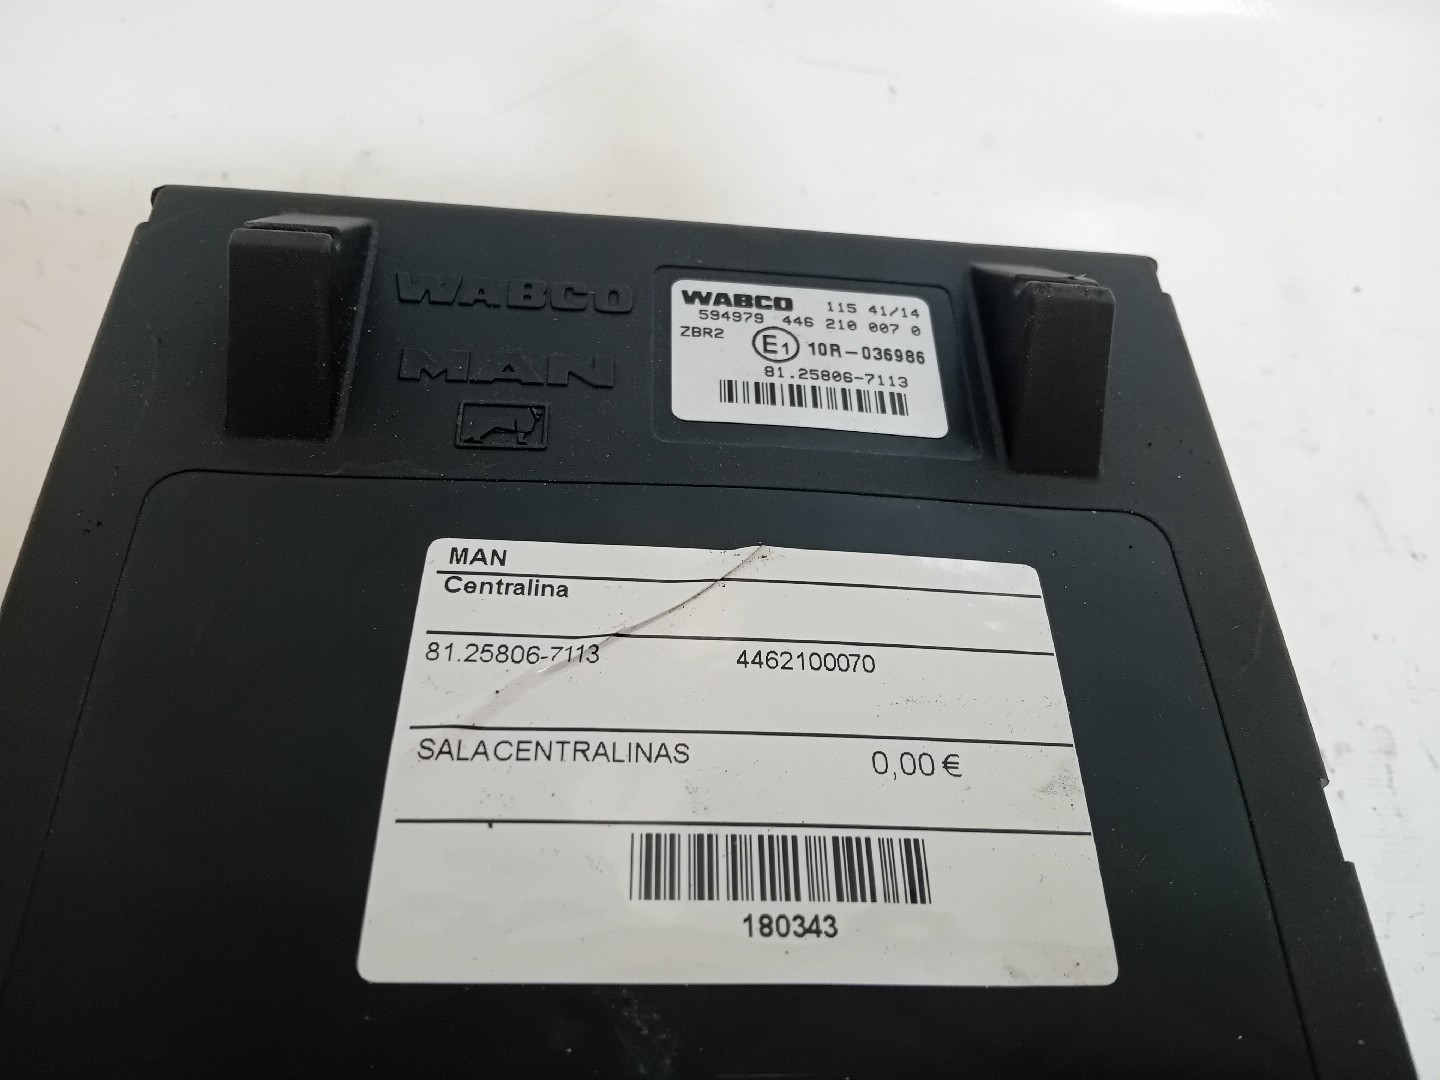 WABCO
MAN
WABCO 115 41/14
594979 446 210 007 0
ZBR2 E1 10R-036986
81.25806-7113
MAN
Centralina
81.25806-7113 4462100070
SALACENTRALINAS 0,00 €
180343